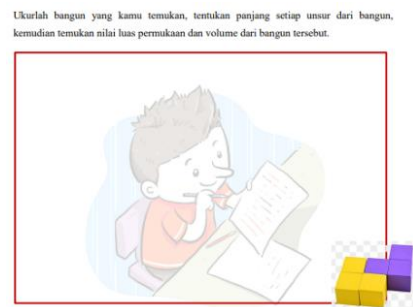 Ukurlah bangun yang kamu temukan, tentukan panjang setiap unsur dari bangun,
kemudian temukan nilai luas permukaan dan volume dari bangun tersebut.